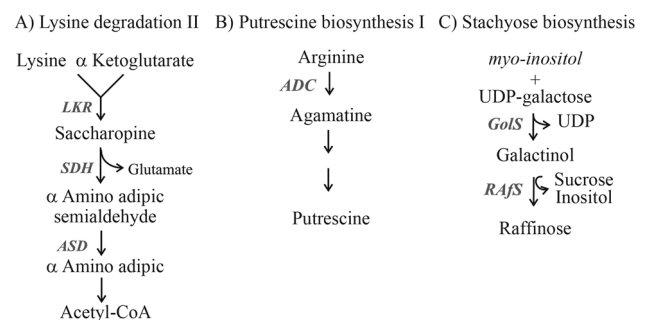 A) Lysine degradation II
Lysine α Ketoglutarate
LKR
Saccharopine
SDH
Glutamate
α Amino adipic
semialdehyde
ASD
α Amino adipic
Acetyl-CoA
B) Putrescine biosynthesis I
Arginine
ADC
Agamatine
Putrescine
C) Stachyose biosynthesis
myo-inositol
+
UDP-galactose
GolS
UDP
Galactinol
RAfS
Sucrose
Inositol
Raffinose